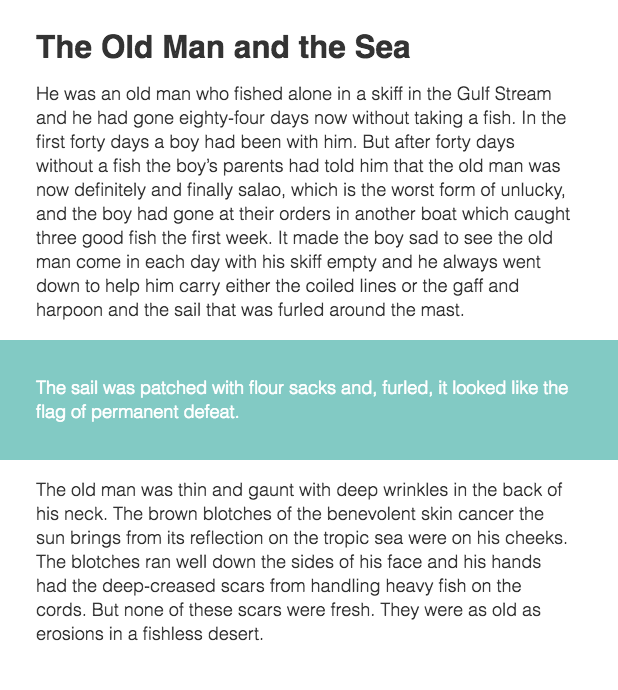 The Old Man and the Sea
He was an old man who fished alone in a skiff in the Gulf Stream
and he had gone eighty-four days now without taking a fish. In the
first forty days a boy had been with him. But after forty days
without a fish the boy’s parents had told him that the old man was
now definitely and finally salao, which is the worst form of unlucky,
and the boy had gone at their orders in another boat which caught
three good fish the first week. It made the boy sad to see the old
man come in each day with his skiff empty and he always went
down to help him carry either the coiled lines or the gaff and
harpoon and the sail that was furled around the mast.
The sail was patched with flour sacks and, furled, it looked like the
flag of permanent defeat.
The old man was thin and gaunt with deep wrinkles in the back of
his neck. The brown blotches of the benevolent skin cancer the
sun brings from its reflection on the tropic sea were on his cheeks.
The blotches ran well down the sides of his face and his hands
had the deep-creased scars from handling heavy fish on the
cords. But none of these scars were fresh. They were as old as
erosions in a fishless desert.